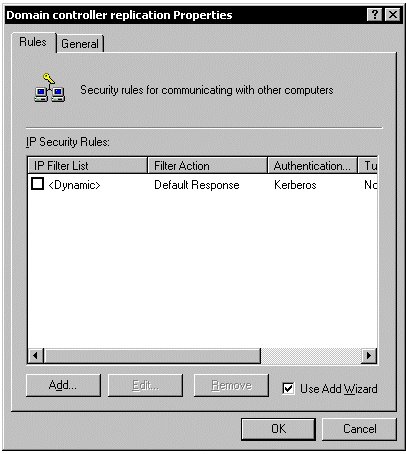 Domain controller replication Properties
Rules General
Security rules for communicating with other computers
IP Security Rules:
IP Filter List Filter Action Authentication... Tu
<Dynamic> Default Response Kerberos No
Add... Edit... Remove Use Add Wizard
OK Cancel